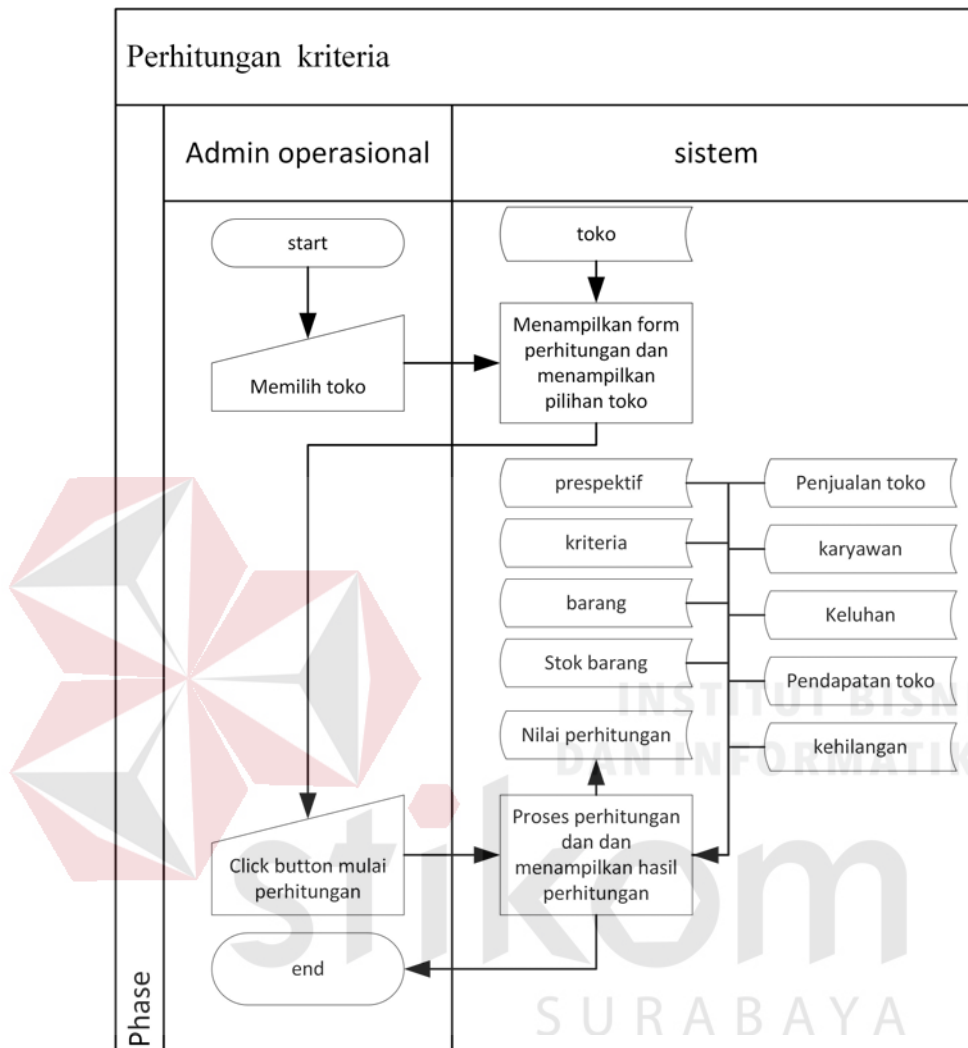 Perhitungan kriteria
Admin operasional
sistem
start
toko
Memilih toko
Menampilkan form
perhitungan dan
menampilkan
pilihan toko
prespektif
Penjualan toko
kriteria
karyawan
barang
Keluhan
Stok barang
Pendapatan toko
Nilai perhitungan
kehilangan
Click button mulai
perhitungan
Proses perhitungan
dan dan
menampilkan hasil
perhitungan
end
Phase
INSTITUT BISN
DAN INFORMATIK
stikom
SURABAYA